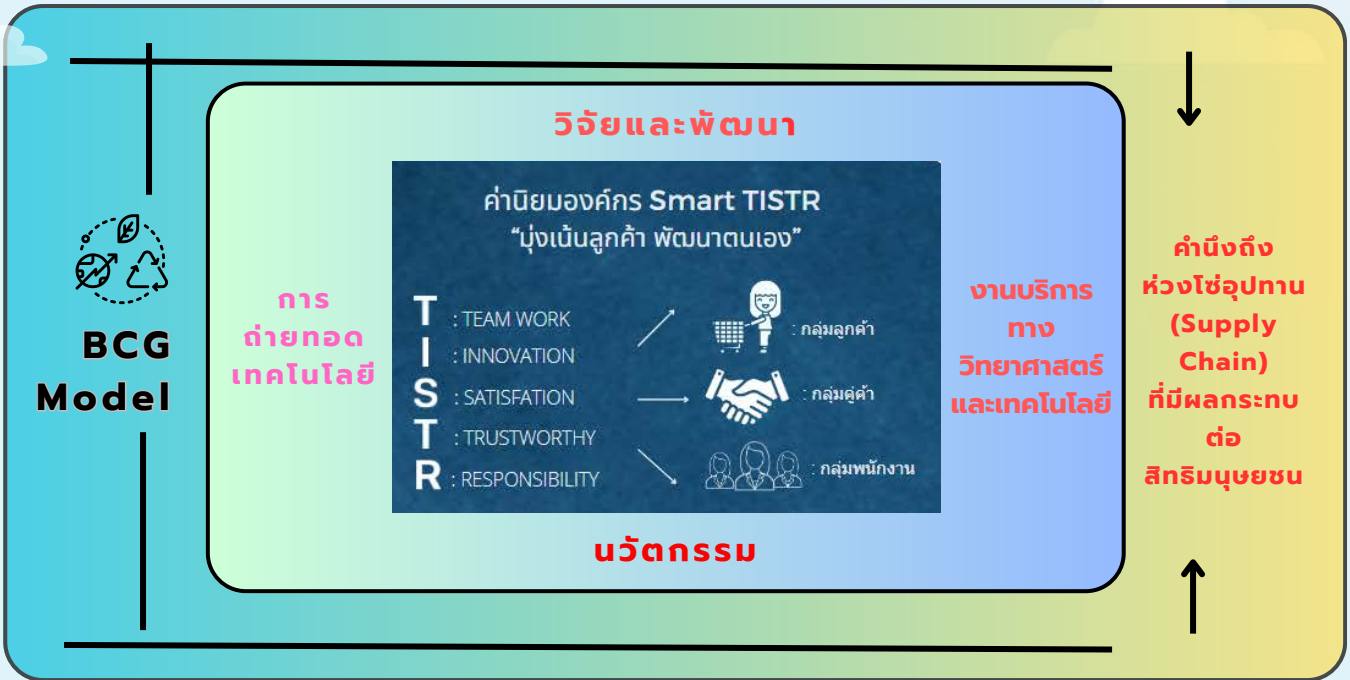 วิจัยและพัฒนา
ค่านิยมองค์กร Smart TISTR
“มุ่งเน้นลูกค้า พัฒนาตนเอง”
T : TEAM WORK
I : INNOVATION
S : SATISFATION
T : TRUSTWORTHY
R : RESPONSIBILITY
: กลุ่มลูกค้า
: กลุ่มคู่ค้า
: กลุ่มพนักงาน
BCG
Model
การ
ถ่ายทอด
เทคโนโลยี
งานบริการ
ทาง
วิทยาศาสตร์
และเทคโนโลยี
คำนึงถึง
ห่วงโซ่อุปทาน
(Supply
Chain)
ที่มีผลกระทบ
ต่อ
สิทธิมนุษยชน
นวัตกรรม